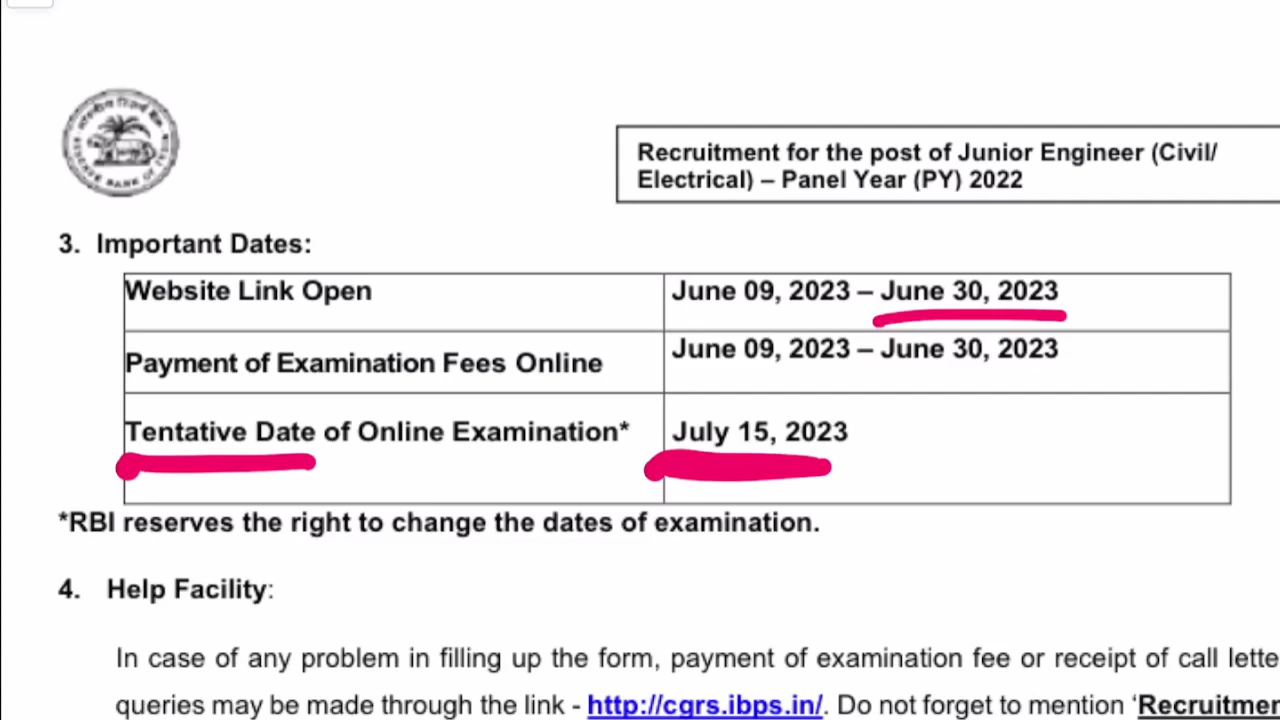 RESERVE BANK OF
Recruitment for the post of Junior Engineer (Civil/
Electrical) – Panel Year (PY) 2022
3. Important Dates:
Website Link Open June 09, 2023 – June 30, 2023
Payment of Examination Fees Online June 09, 2023 – June 30, 2023
Tentative Date of Online Examination* July 15, 2023
*RBI reserves the right to change the dates of examination.
4. Help Facility:
In case of any problem in filling up the form, payment of examination fee or receipt of call lette
queries may be made through the link - http://cgrs.ibps.in/. Do not forget to mention ‘Recruitmen